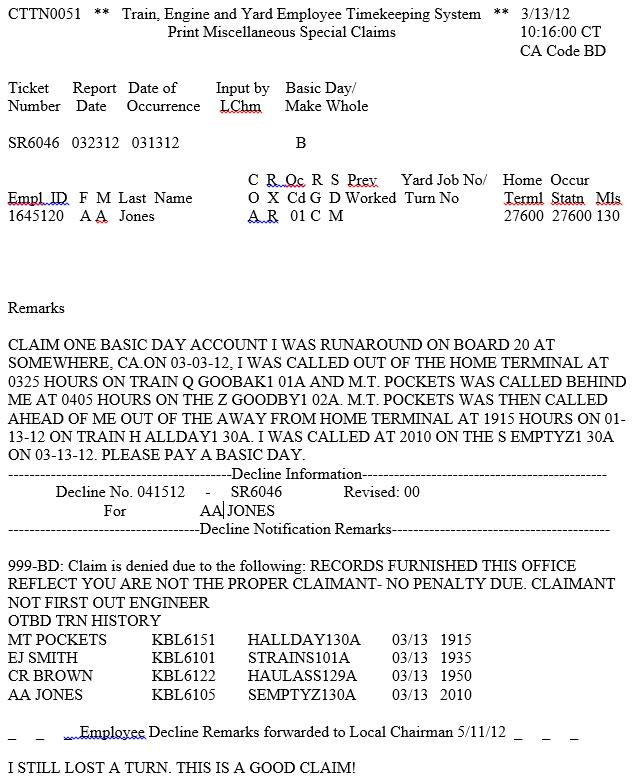 CTTN0051 ** Train, Engine and Yard Employee Timekeeping System ** 3/13/12
Print Miscellaneous Special Claims 10:16:00 CT
CA Code BD
Ticket Report Date of Input by Basic Day/
Number Date Occurrence LChm Make Whole
SR6046 032312 031312 B
C R Oc R S Prev Yard Job No/ Home Occur
Empl ID F M Last Name O X Cd G D Worked Turn No Terml Statn Mls
1645120 A A Jones A R 01 C M 27600 27600 130
Remarks
CLAIM ONE BASIC DAY ACCOUNT I WAS RUNAROUND ON BOARD 20 AT
SOMEWHERE, CA.ON 03-03-12, I WAS CALLED OUT OF THE HOME TERMINAL AT
0325 HOURS ON TRAIN Q GOOBAK1 01A AND M.T. POCKETS WAS CALLED BEHIND
ME AT 0405 HOURS ON THE Z GOODBY1 02A. M.T. POCKETS WAS THEN CALLED
AHEAD OF ME OUT OF THE AWAY FROM HOME TERMINAL AT 1915 HOURS ON 01-
13-12 ON TRAIN H ALLDAY1 30A. I WAS CALLED AT 2010 ON THE S EMPTYZ1 30A
ON 03-13-12. PLEASE PAY A BASIC DAY.
----------------------------------------Decline Information--------------------------------------------
Decline No. 041512 - SR6046 Revised: 00
For AA JONES
----------------------------------Decline Notification Remarks---------------------------------------
999-BD: Claim is denied due to the following: RECORDS FURNISHED THIS OFFICE
REFLECT YOU ARE NOT THE PROPER CLAIMANT- NO PENALTY DUE. CLAIMANT
NOT FIRST OUT ENGINEER
OTBD TRN HISTORY
MT POCKETS KBL6151 HALLDAY130A 03/13 1915
EJ SMITH KBL6101 STRAINS101A 03/13 1935
CR BROWN KBL6122 HAULASS129A 03/13 1950
AA JONES KBL6105 SEMPTYZ130A 03/13 2010
_ _ _Employee Decline Remarks forwarded to Local Chairman 5/11/12 _ _ _
I STILL LOST A TURN. THIS IS A GOOD CLAIM!